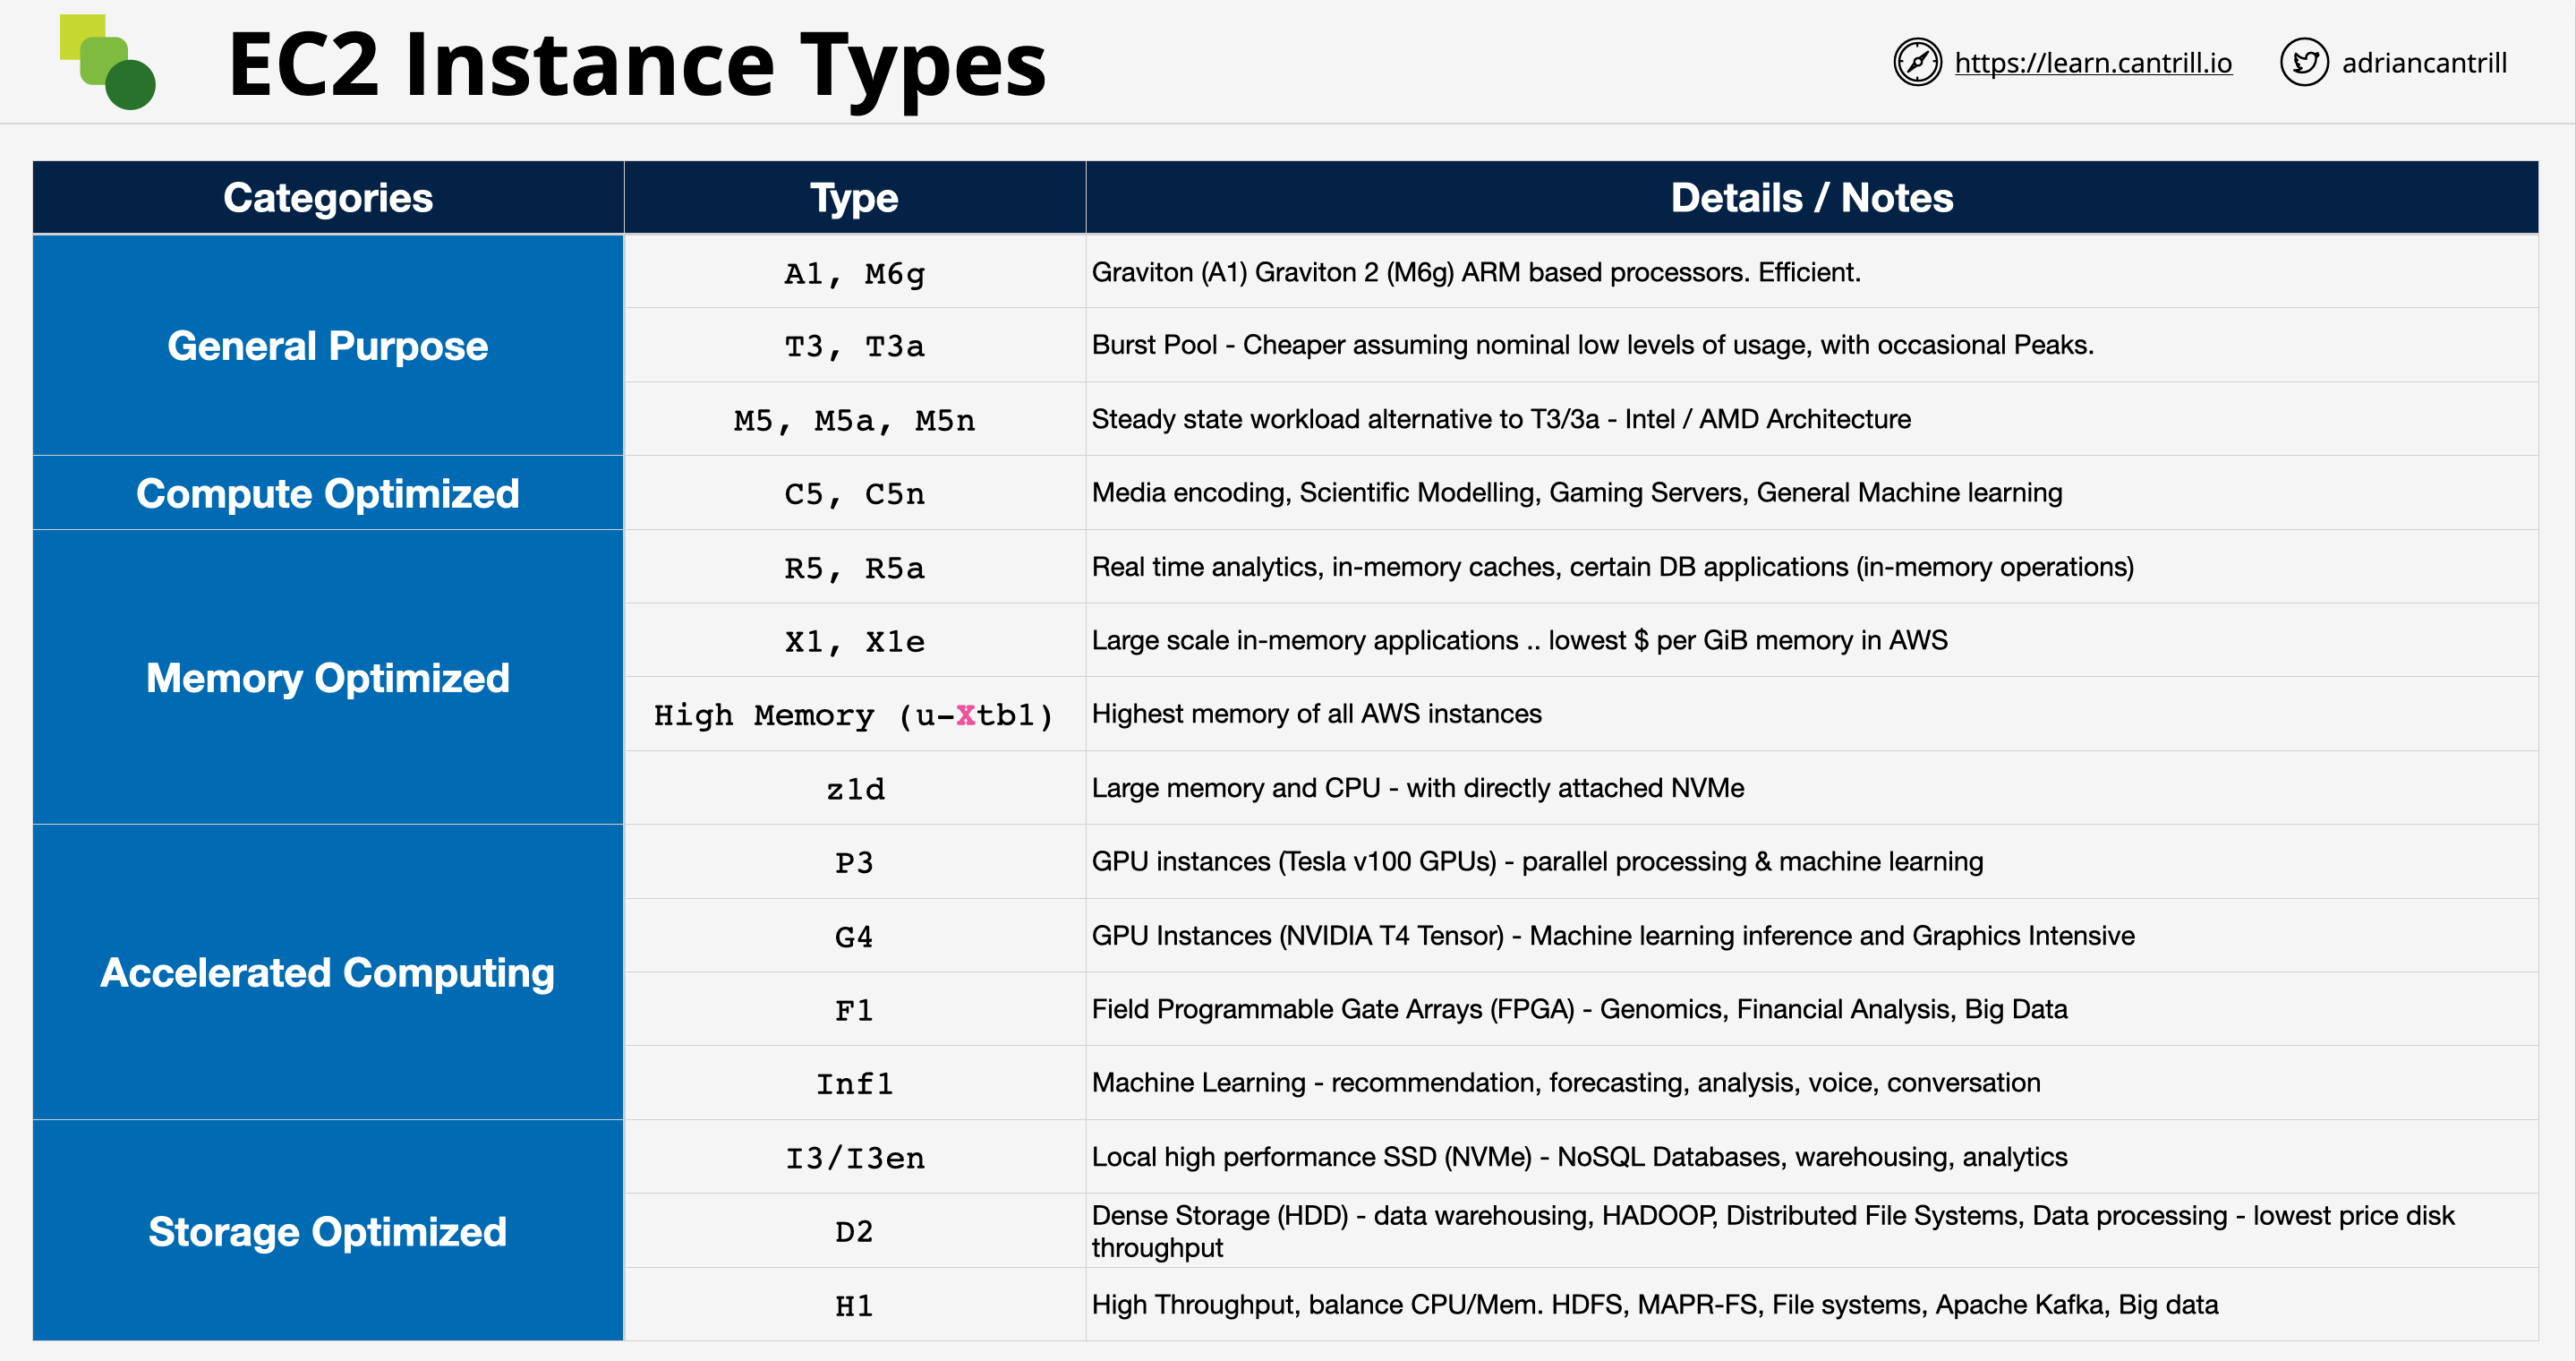 EC2 Instance Types
https://learn.cantrill.io
adriancantrill
Categories
Type
Details / Notes
General Purpose
A1, M6g
Graviton (A1) Graviton 2 (M6g) ARM based processors. Efficient.
T3, T3a
Burst Pool - Cheaper assuming nominal low levels of usage, with occasional Peaks.
M5, M5a, M5n
Steady state workload alternative to T3/3a - Intel / AMD Architecture
Compute Optimized
C5, C5n
Media encoding, Scientific Modelling, Gaming Servers, General Machine learning
Memory Optimized
R5, R5a
Real time analytics, in-memory caches, certain DB applications (in-memory operations)
X1, X1e
Large scale in-memory applications .. lowest $ per GiB memory in AWS
High Memory (u-Xtb1)
Highest memory of all AWS instances
z1d
Large memory and CPU - with directly attached NVMe
Accelerated Computing
P3
GPU instances (Tesla v100 GPUs) - parallel processing & machine learning
G4
GPU Instances (NVIDIA T4 Tensor) - Machine learning inference and Graphics Intensive
F1
Field Programmable Gate Arrays (FPGA) - Genomics, Financial Analysis, Big Data
Inf1
Machine Learning - recommendation, forecasting, analysis, voice, conversation
Storage Optimized
I3/I3en
Local high performance SSD (NVMe) - NoSQL Databases, warehousing, analytics
D2
Dense Storage (HDD) - data warehousing, HADOOP, Distributed File Systems, Data processing - lowest price disk
throughput
H1
High Throughput, balance CPU/Mem. HDFS, MAPR-FS, File systems, Apache Kafka, Big data